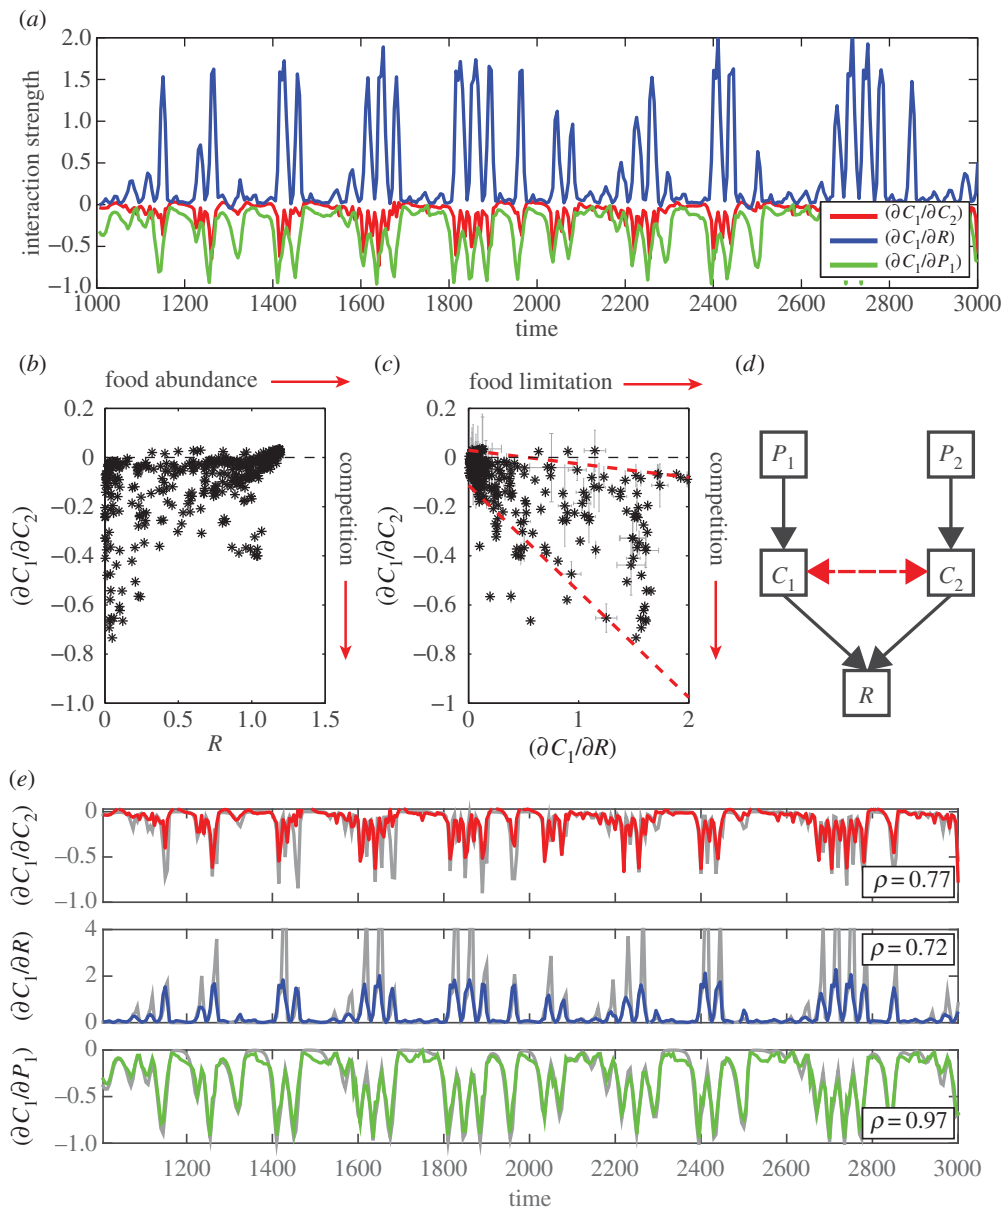 (a)
2.0
1.5
1.0
0.5
0
−0.5
−1.0
interaction strength
(∂C1/∂C2)
(∂C1/∂R)
(∂C1/∂P1)
1000 1200 1400 1600 1800 2000 2200 2400 2600 2800 3000
time
(b)
food abundance
0.2
0
−0.2
−0.4
−0.6
−0.8
−1.0
(∂C1/∂C2)
competition
0 0.5 1.0 1.5
R
(c)
food limitation
0.2
0
−0.2
−0.4
−0.6
−0.8
−1
(∂C1/∂C2)
competition
0 1 2
(∂C1/∂R)
(d)
P1 P2
C1 C2
R
(e)
0
−0.5
−1.0
(∂C1/∂C2)
ρ = 0.77
4
2
0
(∂C1/∂R)
ρ = 0.72
0
−0.5
−1.0
(∂C1/∂P1)
ρ = 0.97
1200 1400 1600 1800 2000 2200 2400 2600 2800 3000
time